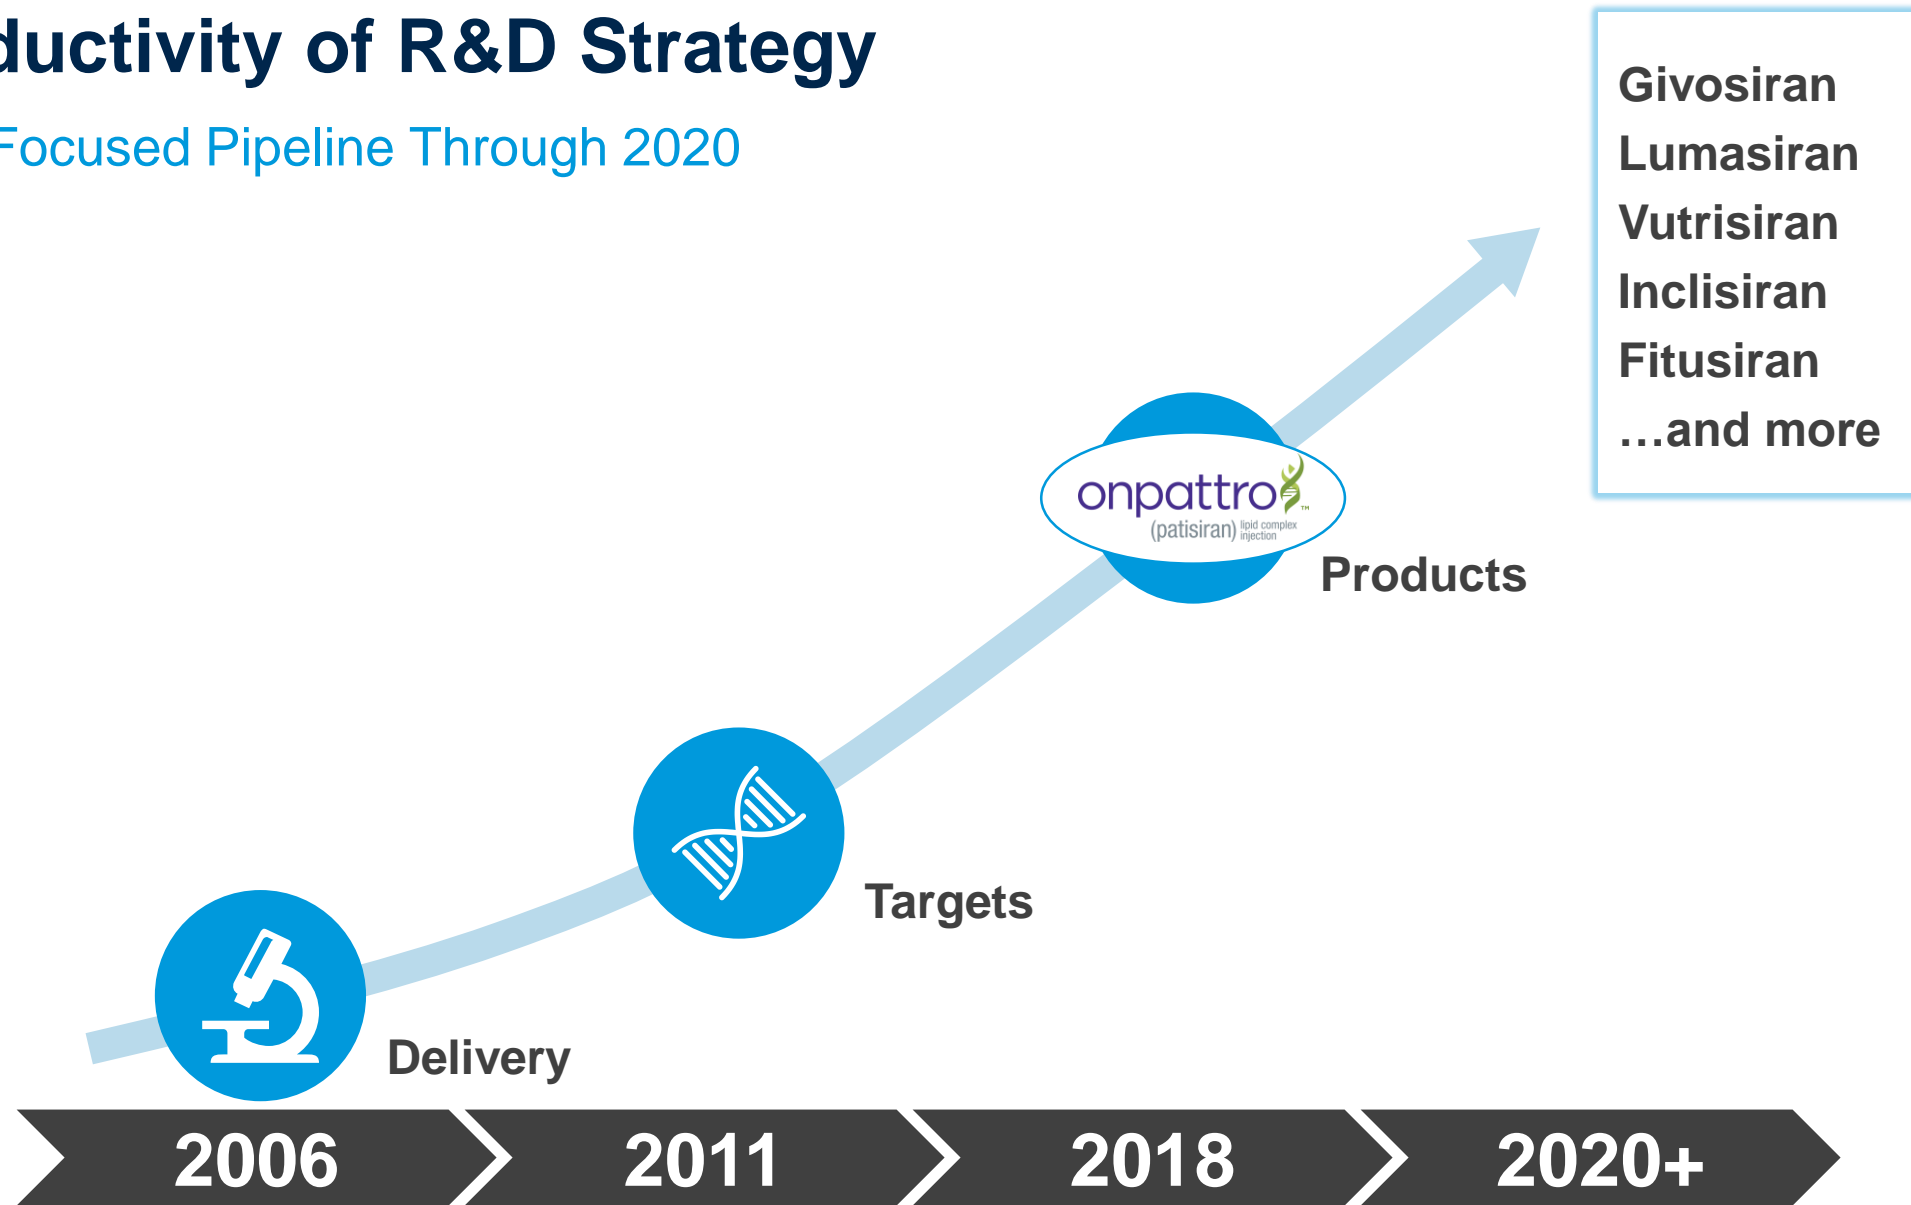 ductivity of R&D Strategy
Focused Pipeline Through 2020
Givosiran
Lumasiran
Vutrisiran
Inclisiran
Fitusiran
…and more
onpattro™
(patisiran) lipid complex
injection
Products
Targets
Delivery
2006
2011
2018
2020+